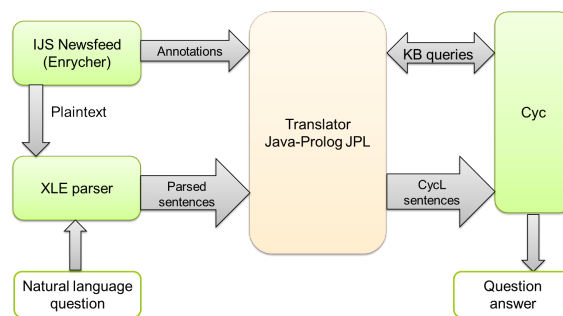 IJS Newsfeed
(Enrycher)
Annotations
KB queries
Plaintext
Translator
Java-Prolog JPL
Cyc
XLE parser
Parsed
sentences
CycL
sentences
Natural language
question
Question
answer